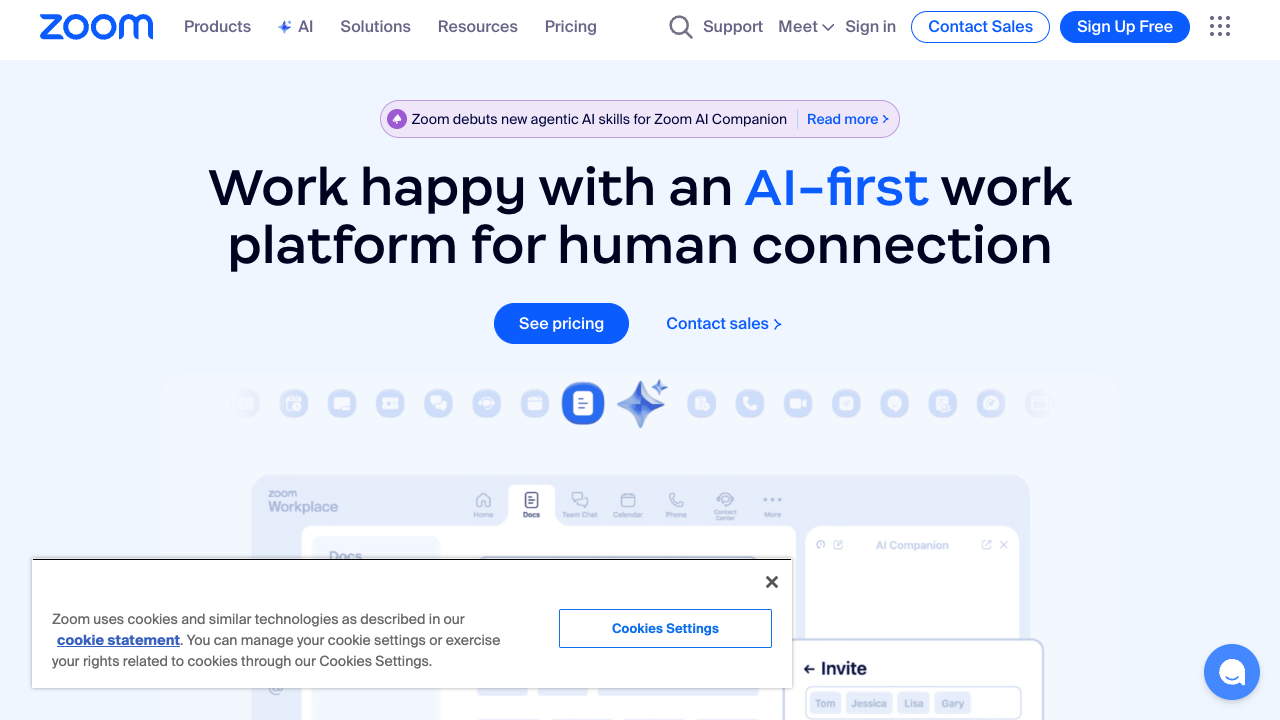 zoom
Products
AI
Solutions
Resources
Pricing
Support
Meet
Sign in
Contact Sales
Sign Up Free
Zoom debuts new agentic AI skills for Zoom AI Companion
Read more
Work happy with an AI-first work
platform for human connection
See pricing
Contact sales
zoom
Workplace
Home
Docs
Team Chat
Calendar
Phone
Contact
Center
More
Docs
AI Companion
Zoom uses cookies and similar technologies as described in our
cookie statement. You can manage your cookie settings or exercise
your rights related to cookies through our Cookies Settings.
Cookies Settings
Invite
Tom
Jessica
Lisa
Gary
@